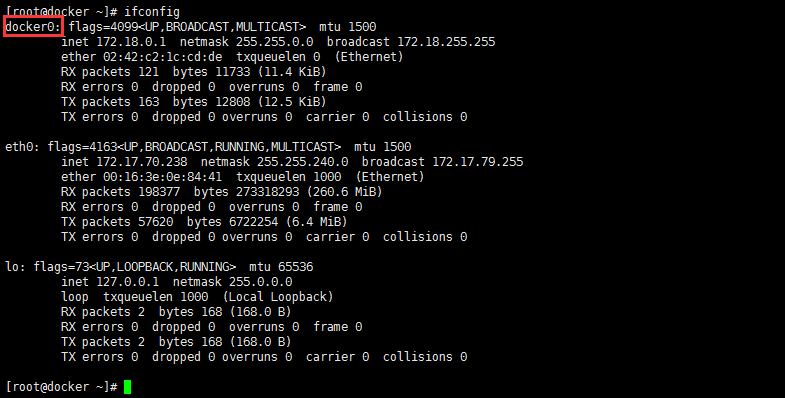 [root@docker ~]# ifconfig
docker0: flags=4099<UP,BROADCAST,MULTICAST>  mtu 1500
        inet 172.18.0.1  netmask 255.255.0.0  broadcast 172.18.255.255
        ether 02:42:c2:1c:cd:de  txqueuelen 0  (Ethernet)
        RX packets 121  bytes 11733 (11.4 KiB)
        RX errors 0  dropped 0  overruns 0  frame 0
        TX packets 163  bytes 12808 (12.5 KiB)
        TX errors 0  dropped 0 overruns 0  carrier 0  collisions 0

eth0: flags=4163<UP,BROADCAST,RUNNING,MULTICAST>  mtu 1500
        inet 172.17.70.238  netmask 255.255.240.0  broadcast 172.17.79.255
        ether 00:16:3e:0e:84:41  txqueuelen 1000  (Ethernet)
        RX packets 198377  bytes 273318293 (260.6 MiB)
        RX errors 0  dropped 0  overruns 0  frame 0
        TX packets 57620  bytes 6722254 (6.4 MiB)
        TX errors 0  dropped 0 overruns 0  carrier 0  collisions 0

lo: flags=73<UP,LOOPBACK,RUNNING>  mtu 65536
        inet 127.0.0.1  netmask 255.0.0.0
        loop  txqueuelen 1000  (Local Loopback)
        RX packets 2  bytes 168 (168.0 B)
        RX errors 0  dropped 0  overruns 0  frame 0
        TX packets 2  bytes 168 (168.0 B)
        TX errors 0  dropped 0 overruns 0  carrier 0  collisions 0

[root@docker ~]#